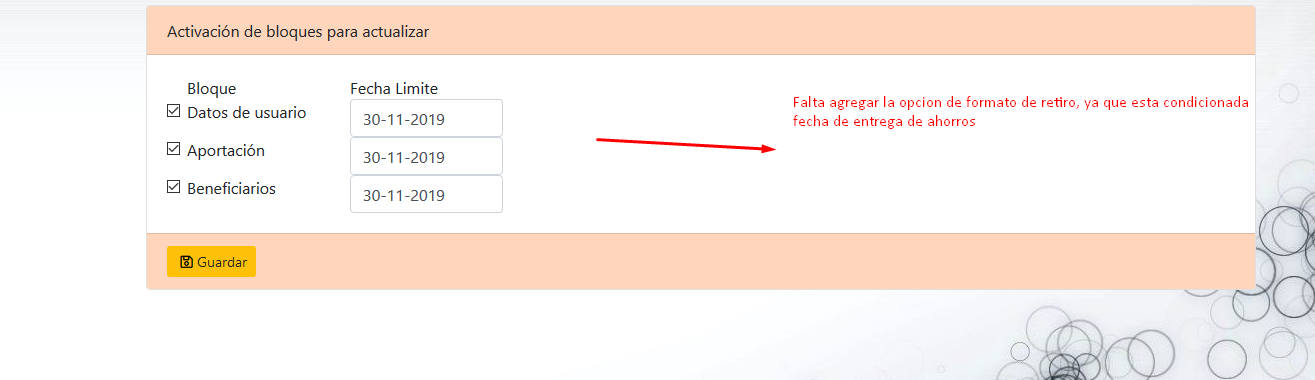 Activación de bloques para actualizar
Bloque Fecha Limite
Datos de usuario 30-11-2019
Falta agregar la opcion de formato de retiro, ya que esta condicionada
fecha de entrega de ahorros
Aportación 30-11-2019
Beneficiarios 30-11-2019
Guardar